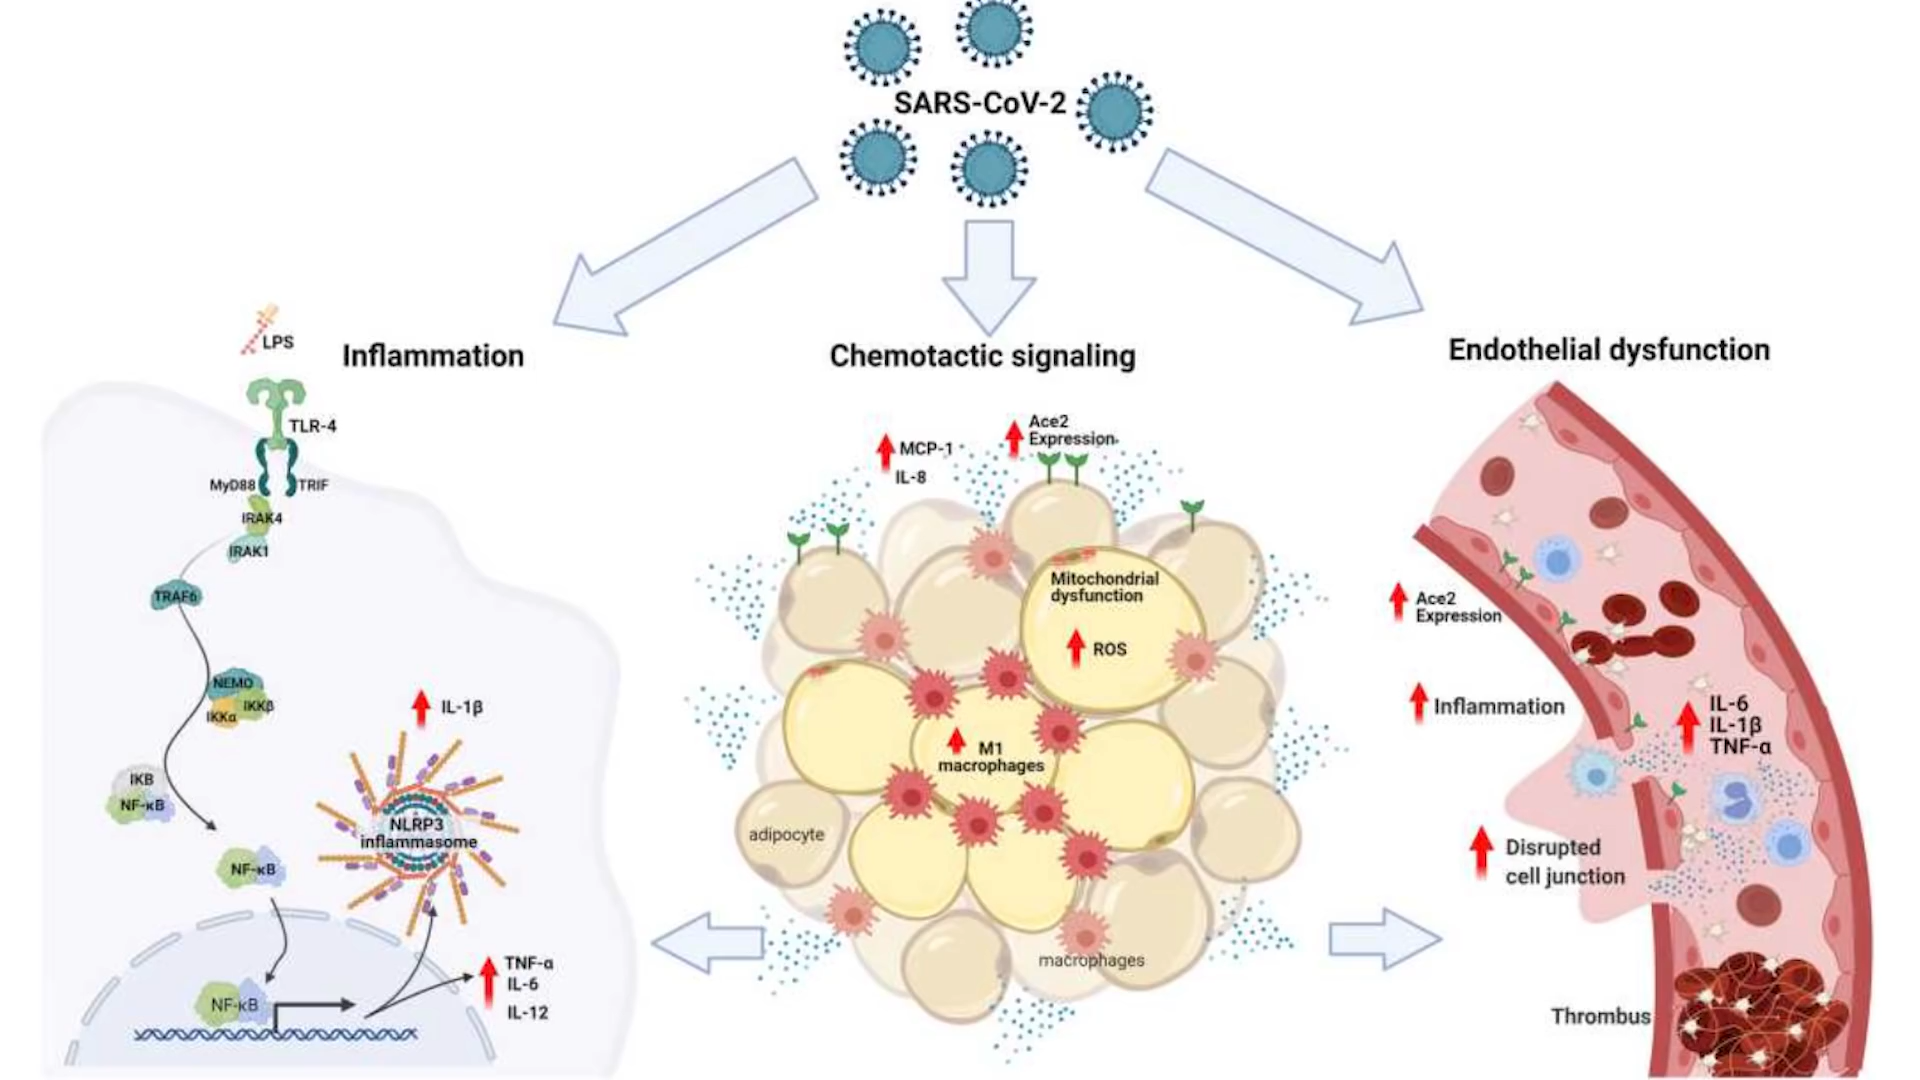 SARS-CoV-2
Inflammation
LPS
TLR-4
MyD88
TRIF
IRAK4
IRAK1
TRAF6
NEMO
IKKα
IKKβ
IKB
NF-κB
NF-κB
NF-κB
IL-1β
NLRP3
inflammasome
TNF-α
IL-6
IL-12
Chemotactic signaling
MCP-1
IL-8
Ace2
Expression
Mitochondrial
dysfunction
ROS
M1
macrophages
adipocyte
macrophages
Endothelial dysfunction
Ace2
Expression
Inflammation
IL-6
IL-1β
TNF-α
Disrupted
cell junction
Thrombus